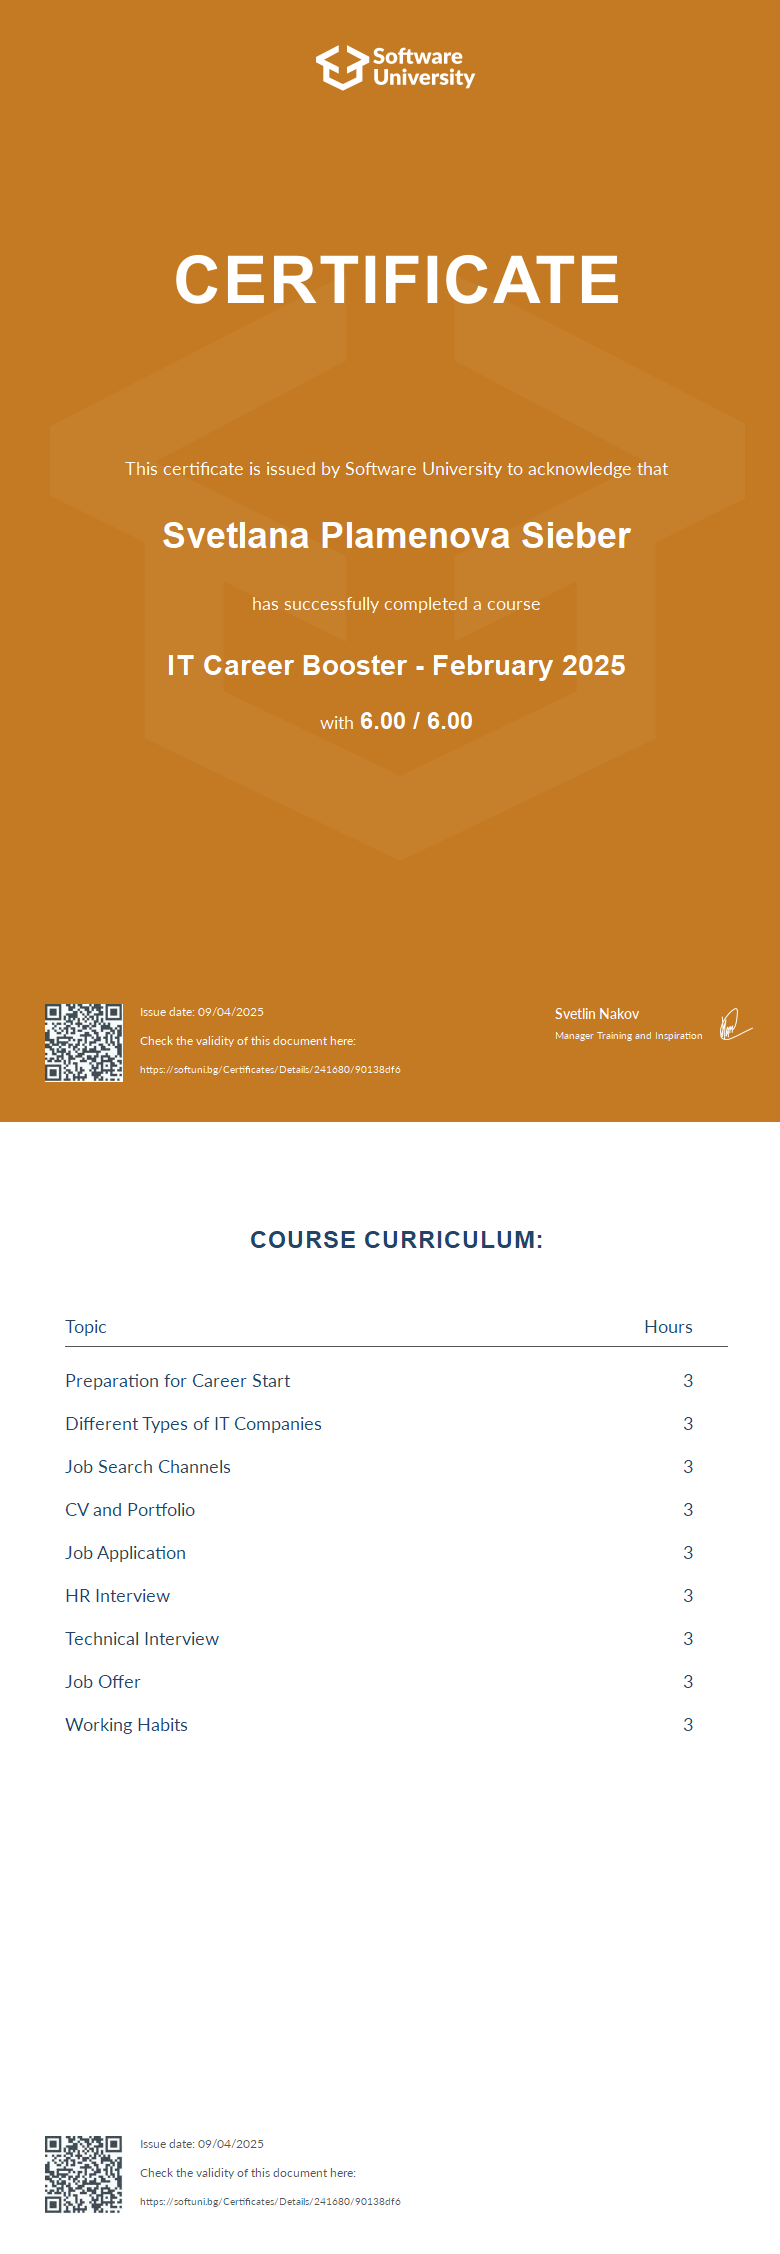 Software
University
CERTIFICATE
This certificate is issued by Software University to acknowledge that
Svetlana Plamenova Sieber
has successfully completed a course
IT Career Booster - February 2025
with 6.00 / 6.00
Issue date: 09/04/2025
Check the validity of this document here:
https://softuni.bg/Certificates/Details/241680/90138df6
Svetlin Nakov
Manager Training and Inspiration
COURSE CURRICULUM:
Topic Hours
Preparation for Career Start 3
Different Types of IT Companies 3
Job Search Channels 3
CV and Portfolio 3
Job Application 3
HR Interview 3
Technical Interview 3
Job Offer 3
Working Habits 3
Issue date: 09/04/2025
Check the validity of this document here:
https://softuni.bg/Certificates/Details/241680/90138df6